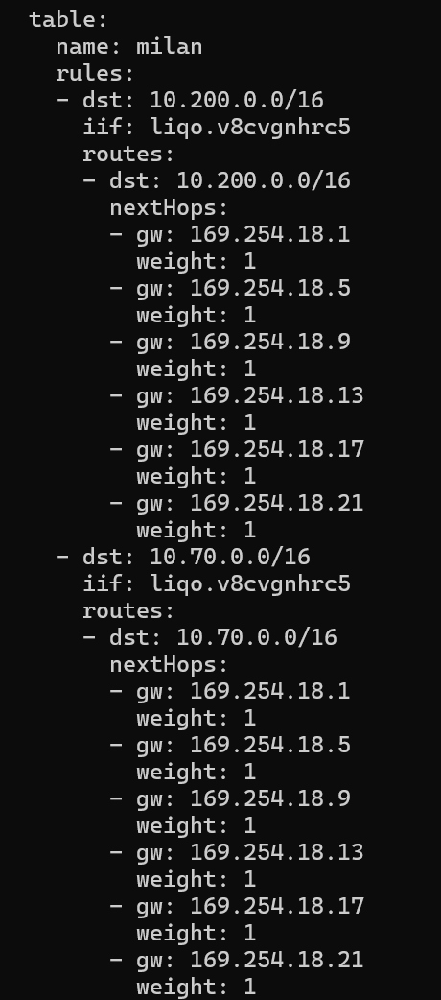 table:
  name: milan
  rules:
  - dst: 10.200.0.0/16
    iif: liqo.v8cvgnhrc5
    routes:
    - dst: 10.200.0.0/16
      nextHops:
      - gw: 169.254.18.1
        weight: 1
      - gw: 169.254.18.5
        weight: 1
      - gw: 169.254.18.9
        weight: 1
      - gw: 169.254.18.13
        weight: 1
      - gw: 169.254.18.17
        weight: 1
      - gw: 169.254.18.21
        weight: 1
  - dst: 10.70.0.0/16
    iif: liqo.v8cvgnhrc5
    routes:
    - dst: 10.70.0.0/16
      nextHops:
      - gw: 169.254.18.1
        weight: 1
      - gw: 169.254.18.5
        weight: 1
      - gw: 169.254.18.9
        weight: 1
      - gw: 169.254.18.13
        weight: 1
      - gw: 169.254.18.17
        weight: 1
      - gw: 169.254.18.21
        weight: 1